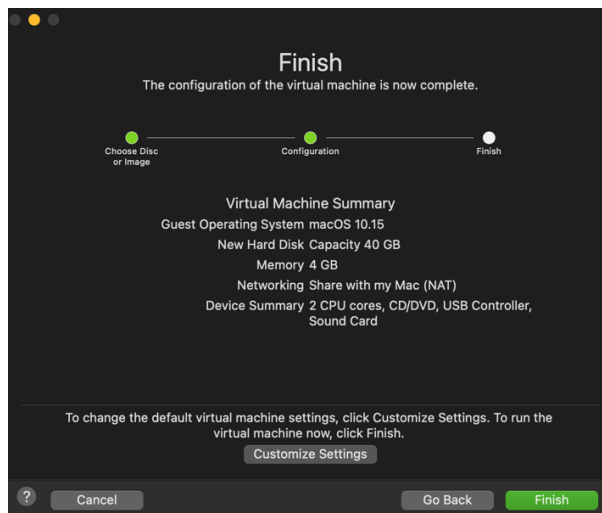 Finish
The configuration of the virtual machine is now complete.
Choose Disc
or Image
Configuration
Finish
Virtual Machine Summary
Guest Operating System macOS 10.15
New Hard Disk Capacity 40 GB
Memory 4 GB
Networking Share with my Mac (NAT)
Device Summary 2 CPU cores, CD/DVD, USB Controller,
Sound Card
To change the default virtual machine settings, click Customize Settings. To run the
virtual machine now, click Finish.
Customize Settings
? Cancel Go Back Finish